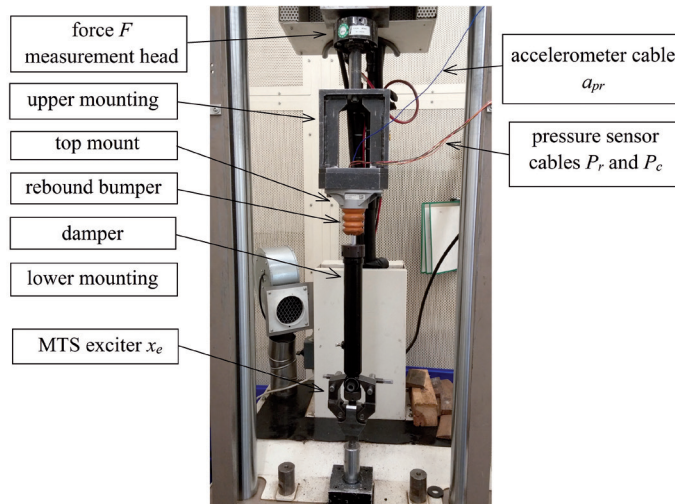 force F
measurement head
upper mounting
top mount
rebound bumper
damper
lower mounting
MTS exciter xₑ
accelerometer cable
aₚᵣ
pressure sensor
cables Pᵣ and P꜀